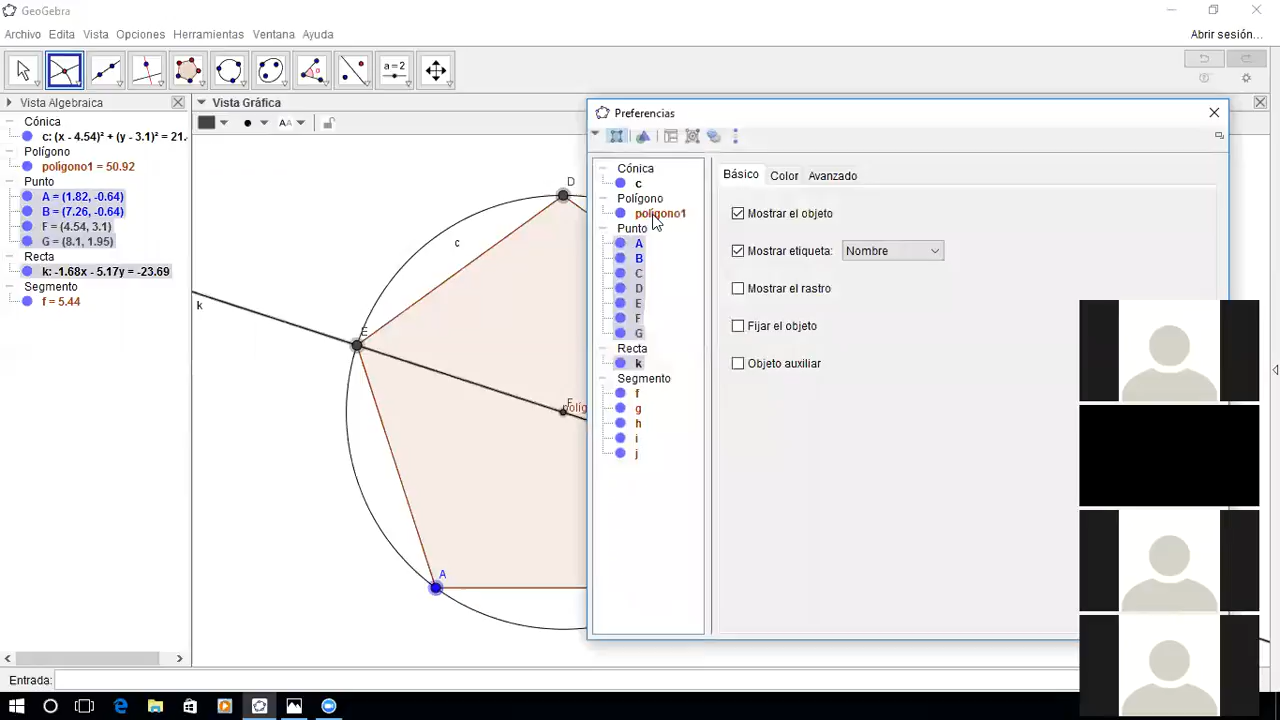 GeoGebra
Archivo Edita Vista Opciones Herramientas Ventana Ayuda
Abrir sesión...
a=2
Vista Algebraica
Cónica
c: (x - 4.54)² + (y - 3.1)² = 21.
Polígono
polígono1 = 50.92
Punto
A = (1.82, -0.64)
B = (7.26, -0.64)
F = (4.54, 3.1)
G = (8.1, 1.95)
Recta
k: -1.68x - 5.17y = -23.69
Segmento
f = 5.44
Vista Gráfica
AA
D
c
E
k
F
políg
A
Preferencias
Cónica
c
Polígono
polígono1
Punto
A
B
C
D
E
F
G
Recta
k
Segmento
f
g
h
i
j
Básico Color Avanzado
Mostrar el objeto
Mostrar etiqueta: Nombre
Mostrar el rastro
Fijar el objeto
Objeto auxiliar
Entrada: